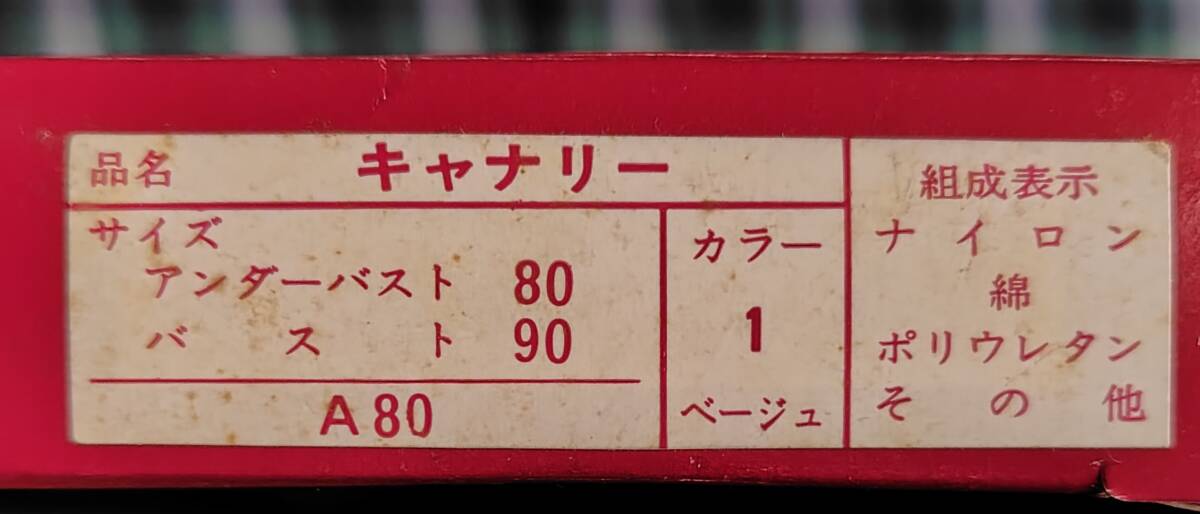 品名 キャナリー
サイズ
アンダーバスト 80
バスト 90
A80
カラー
1
ベージュ
組成表示
ナイロン
綿
ポリウレタン
その他